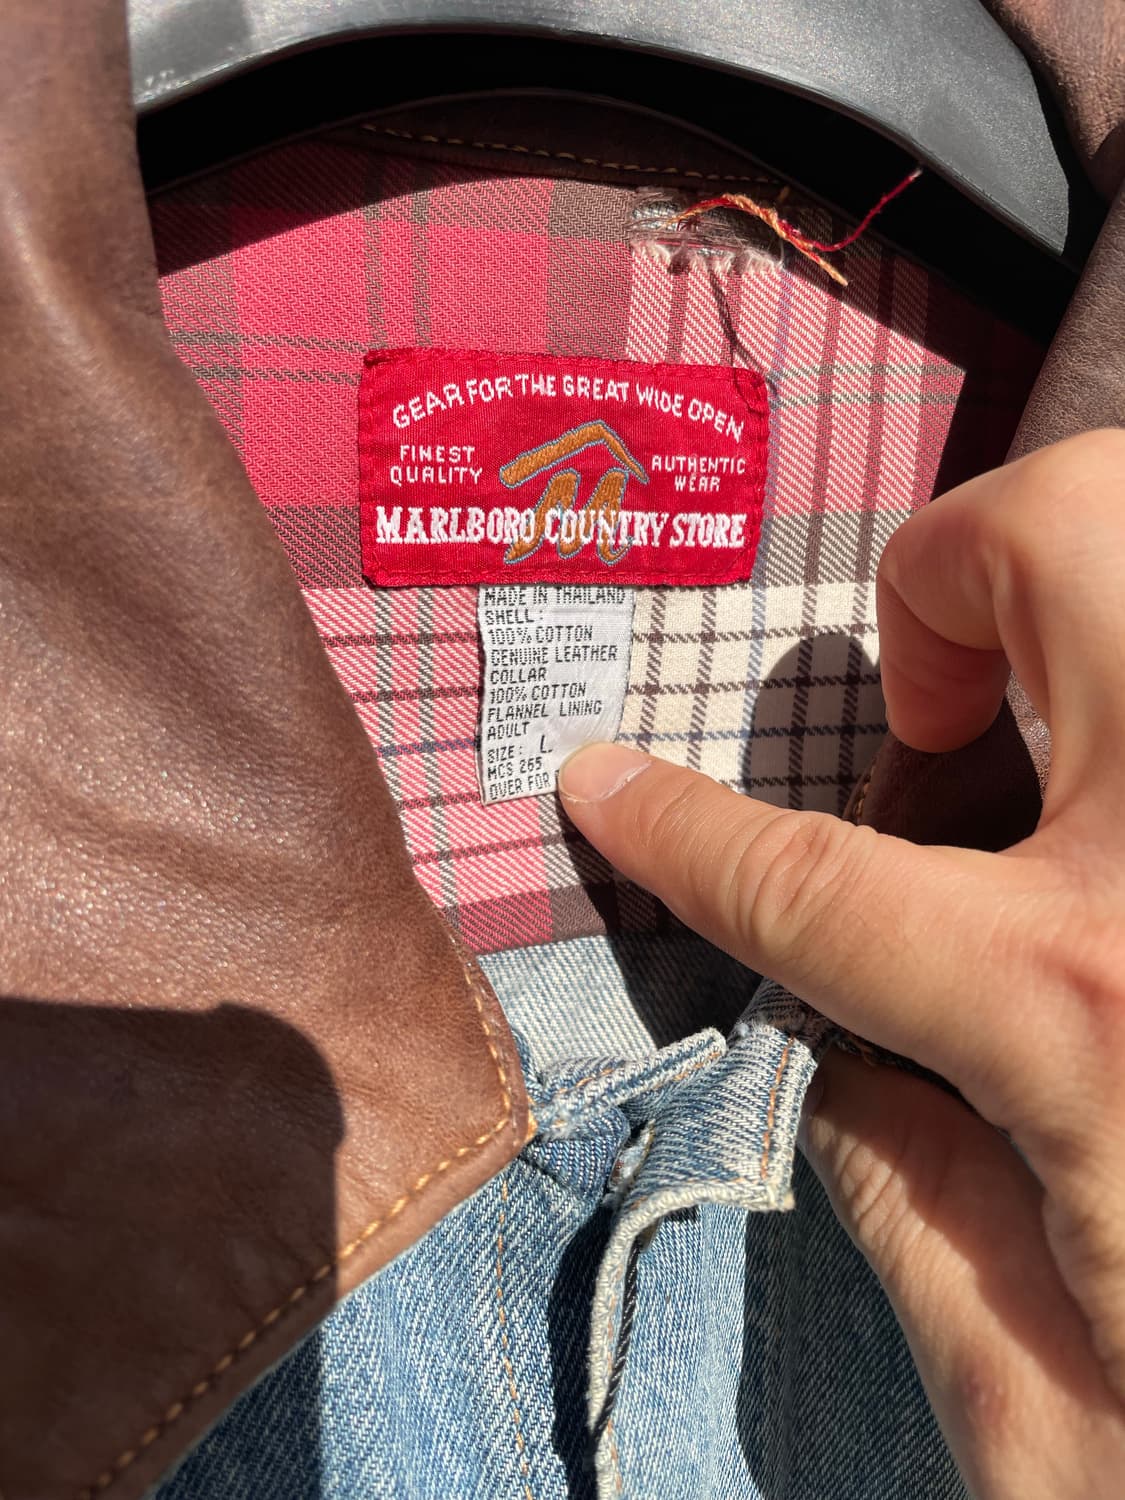 GEAR FOR THE GREAT WIDE OPEN
FINEST
QUALITY
AUTHENTIC
WEAR
M
MARLBORO COUNTRY STORE
MADE IN THAILAND
SHELL:
100% COTTON
GENUINE LEATHER
COLLAR
100% COTTON
FLANNEL LINING
ADULT
SIZE: L
MCS 265
OVER FOR